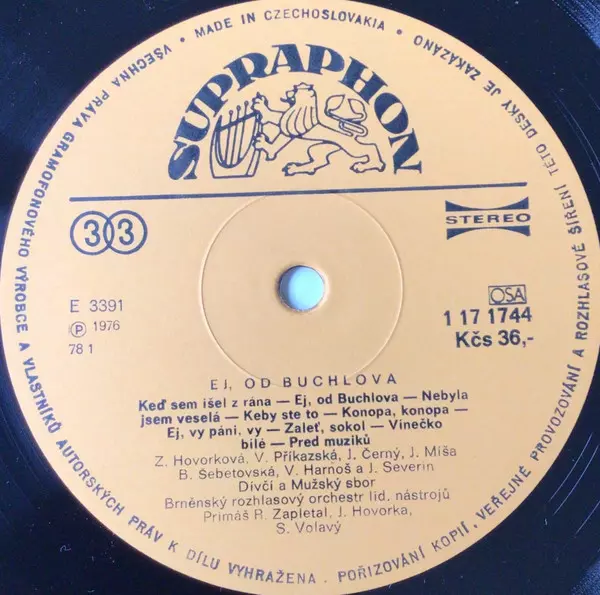 VŠECHNA PRÁVA GRAMOFONOVÉHO VÝROBCE A VLASTNÍKŮ AUTORSKÝCH PRÁV K DÍLU VYHRAŽENA · POŘIZOVÁNÍ KOPIÍ, VEŘEJNÉ PROVOZOVÁNÍ A ROZHLASOVÉ ŠÍŘENÍ TÉTO DESKY JE ZAKÁZÁNO · MADE IN CZECHOSLOVAKIA ·
SUPRAPHON
33
STEREO
E 3391
℗ 1976
78 1
OSA
1 17 1744
Kčs 36,-
EJ, OD BUCHLOVA
Keď sem išel z rána — Ej, od Buchlova — Nebyla
jsem veselá — Keby ste to — Konopa, konopa —
Ej, vy páni, vy — Zaleť, sokol — Vínečko
bílé — Pred muziků
Z. Hovorková, V. Příkazská, J. Černý, J. Míša
B. Šebetovská, V. Harnoš a J. Severin
Dívčí a Mužský sbor
Brněnský rozhlasový orchestr lid. nástrojů
Primáš R. Zapletal, J. Hovorka,
S. Volavý